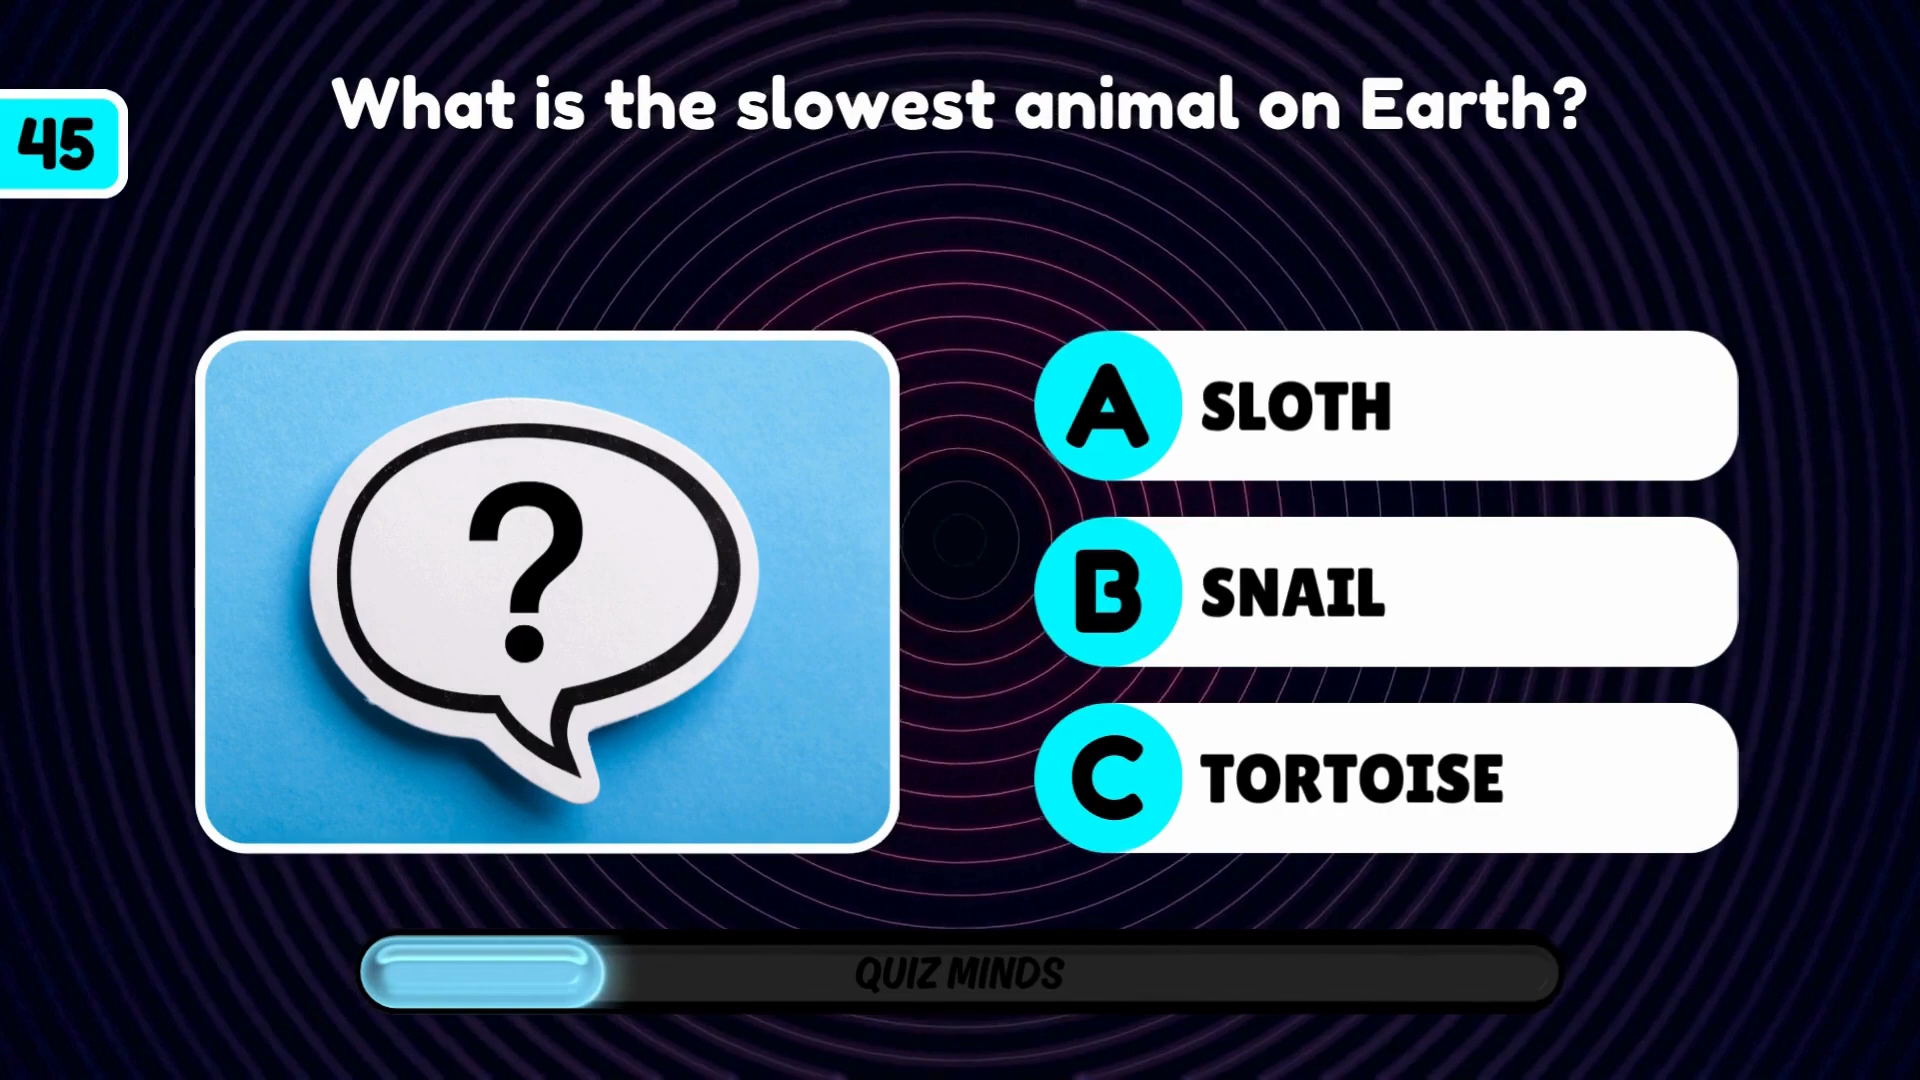 What is the slowest animal on Earth?
45
?
A SLOTH
B SNAIL
C TORTOISE
QUIZ MINDS